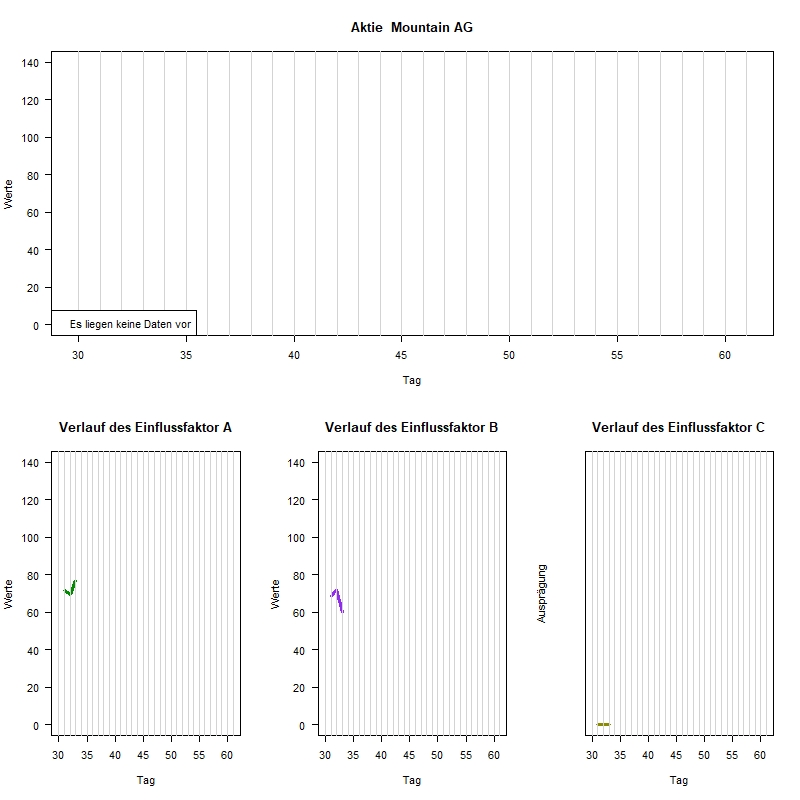 Aktie  Mountain AG
140
120
100
80
60
40
20
0
Werte
Es liegen keine Daten vor
30 35 40 45 50 55 60
Tag
Verlauf des Einflussfaktor A
140
120
100
80
60
40
20
0
Werte
30 35 40 45 50 55 60
Tag
Verlauf des Einflussfaktor B
140
120
100
80
60
40
20
0
Werte
30 35 40 45 50 55 60
Tag
Verlauf des Einflussfaktor C
Ausprägung
30 35 40 45 50 55 60
Tag